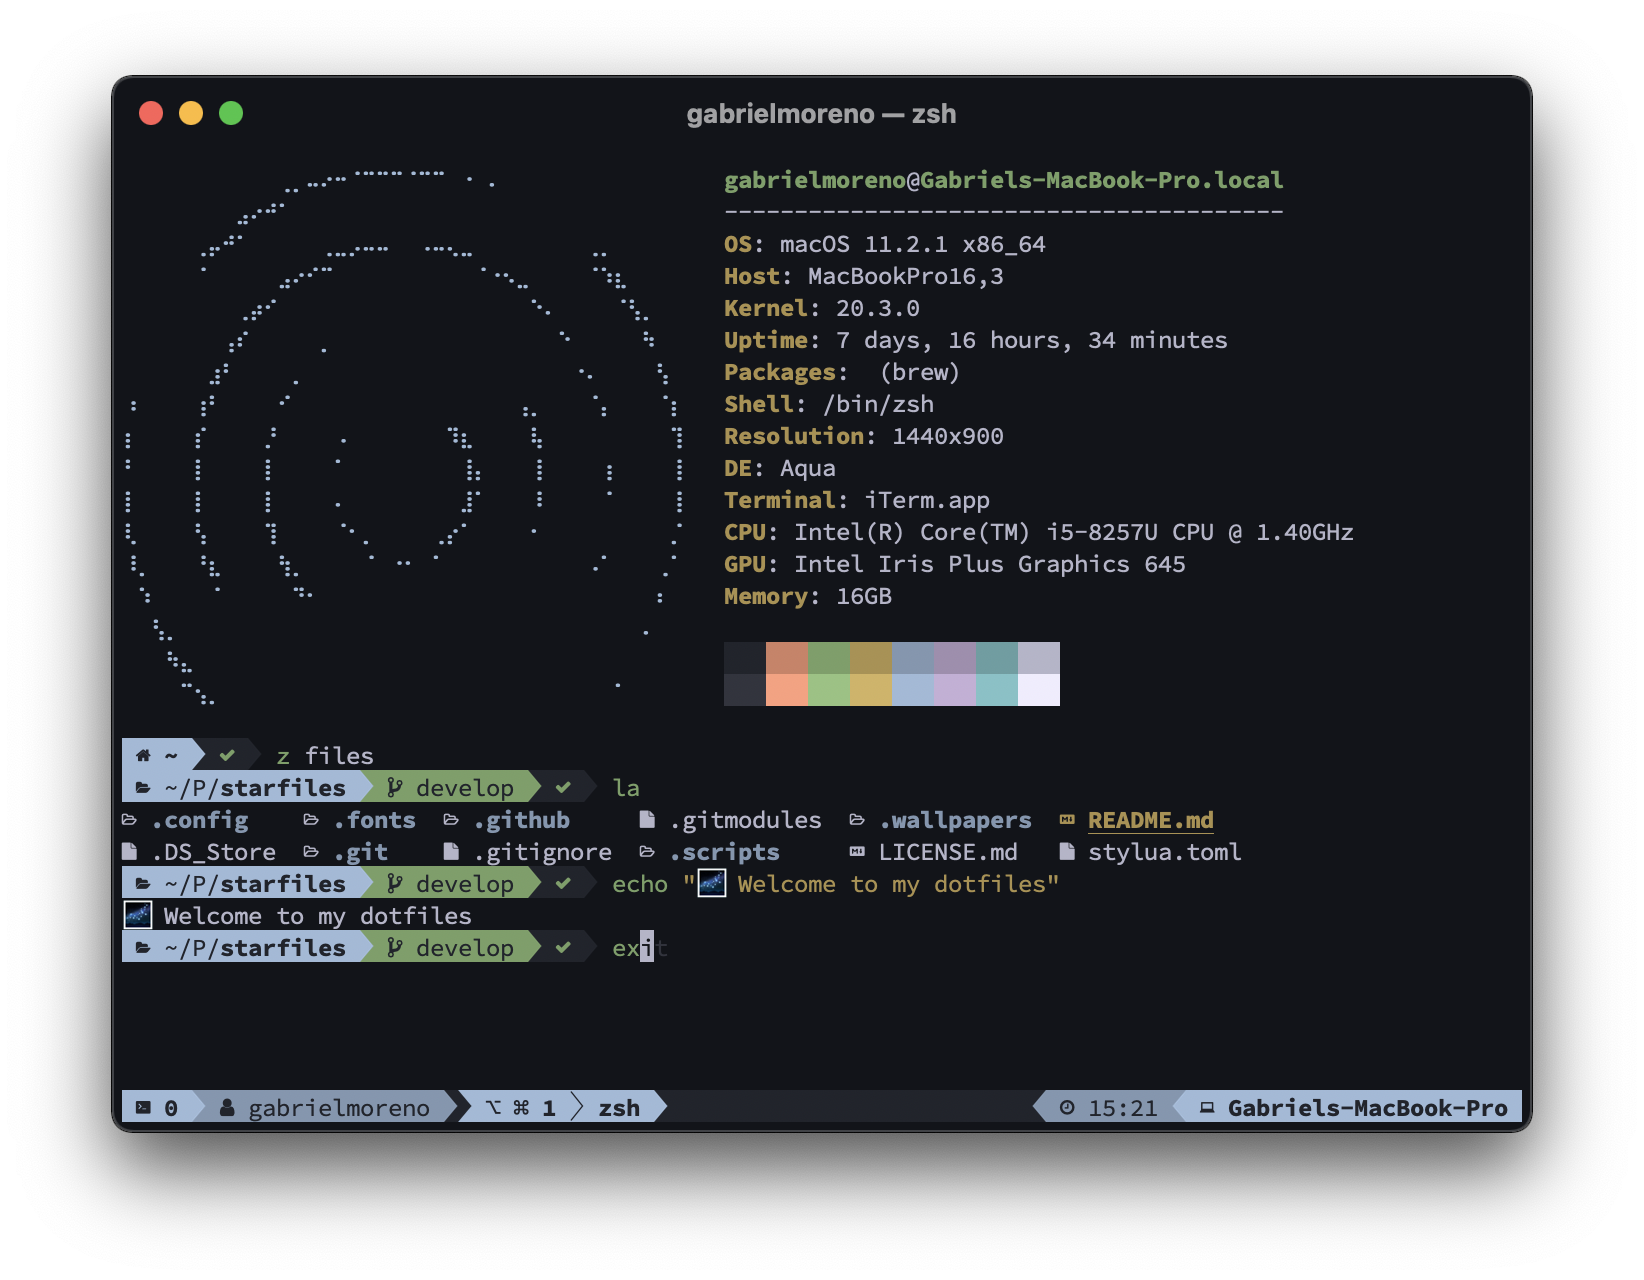 gabrielmoreno — zsh
gabrielmoreno@Gabriels-MacBook-Pro.local
----------------------------------------
OS: macOS 11.2.1 x86_64
Host: MacBookPro16,3
Kernel: 20.3.0
Uptime: 7 days, 16 hours, 34 minutes
Packages:  (brew)
Shell: /bin/zsh
Resolution: 1440x900
DE: Aqua
Terminal: iTerm.app
CPU: Intel(R) Core(TM) i5-8257U CPU @ 1.40GHz
GPU: Intel Iris Plus Graphics 645
Memory: 16GB
~ ✔ z files
~/P/starfiles develop ✔ la
.config .fonts .github .gitmodules .wallpapers README.md
.DS_Store .git .gitignore .scripts LICENSE.md stylua.toml
~/P/starfiles develop ✔ echo "🌌 Welcome to my dotfiles"
🌌 Welcome to my dotfiles
~/P/starfiles develop ✔ exit
0 gabrielmoreno ⌥ ⌘ 1 zsh 15:21 Gabriels-MacBook-Pro